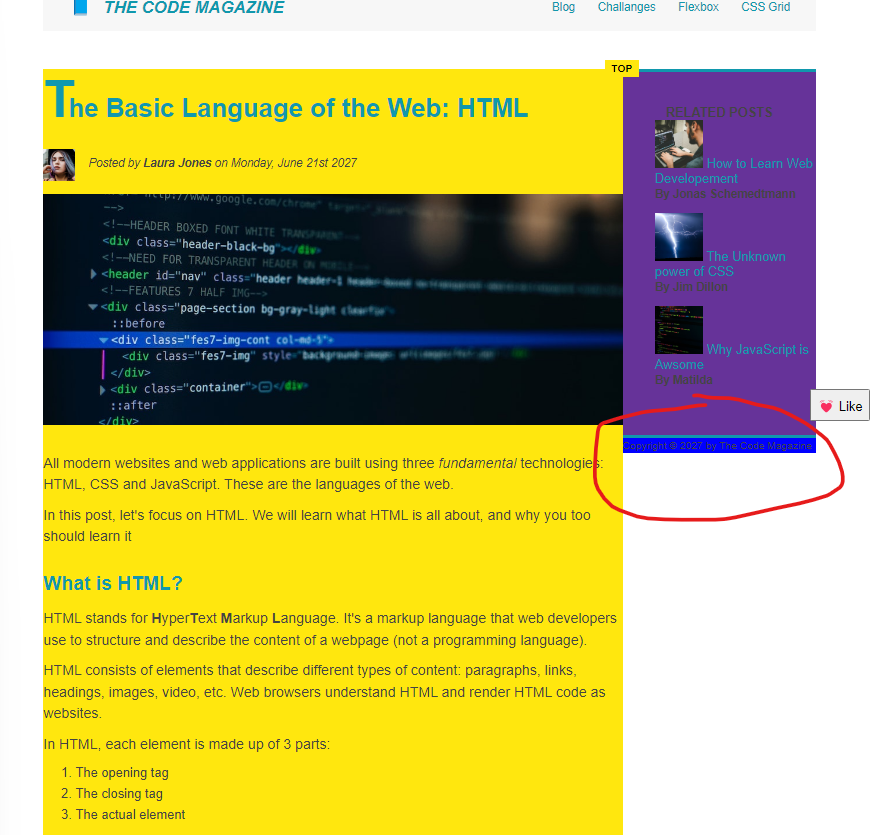 THE CODE MAGAZINE
Blog Challanges Flexbox CSS Grid
TOP
The Basic Language of the Web: HTML
Posted by Laura Jones on Monday, June 21st 2027
http://www.google.com/chrome" target="_blank"
-->
<!--HEADER BOXED FONT WHITE TRANSPARENT-->
<div class="header-black-bg"></div>
<!--NEED FOR TRANSPARENT HEADER ON MOBILE-->
<header id="nav" class="header header-1
<!--FEATURES 7 HALF IMG-->
<div class="page-section bg-gray-light clearfix">
::before
<div class="fes7-img-cont col-md-5">
<div class="fes7-img" style="background-image:
</div>
<div class="container"></div>
::after
</div>
All modern websites and web applications are built using three fundamental technologies:
HTML, CSS and JavaScript. These are the languages of the web.
In this post, let's focus on HTML. We will learn what HTML is all about, and why you too
should learn it
What is HTML?
HTML stands for HyperText Markup Language. It's a markup language that web developers
use to structure and describe the content of a webpage (not a programming language).
HTML consists of elements that describe different types of content: paragraphs, links,
headings, images, video, etc. Web browsers understand HTML and render HTML code as
websites.
In HTML, each element is made up of 3 parts:
1. The opening tag
2. The closing tag
3. The actual element
RELATED POSTS
How to Learn Web
Developement
By Jonas Schmedtmann
The Unknown
power of CSS
By Jim Dillon
Why JavaScript is
Awsome
By Matilda
Like
Copyright © 2027 by The Code Magazine.